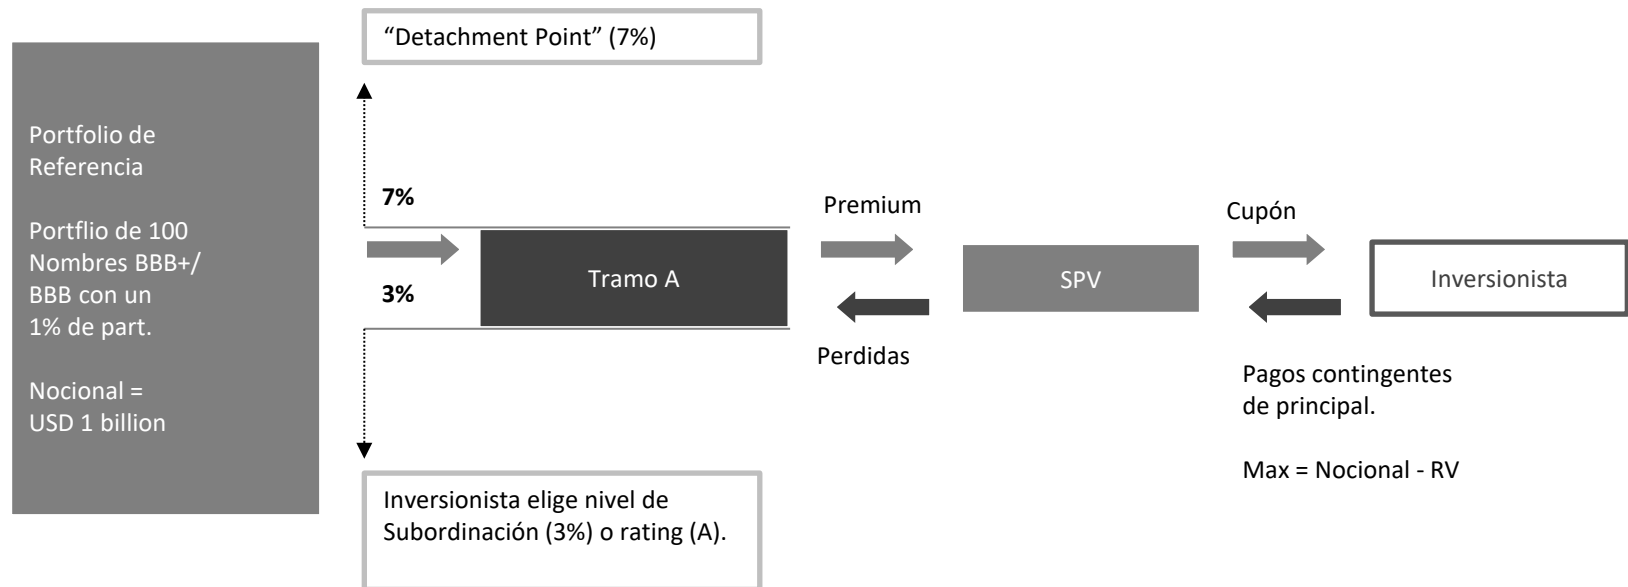 “Detachment Point” (7%)
Portfolio de
Referencia
Portflio de 100
Nombres BBB+/
BBB con un
1% de part.
Nocional =
USD 1 billion
7%
3%
Tramo A
Premium
Perdidas
SPV
Cupón
Inversionista
Pagos contingentes
de principal.
Max = Nocional - RV
Inversionista elige nivel de
Subordinación (3%) o rating (A).